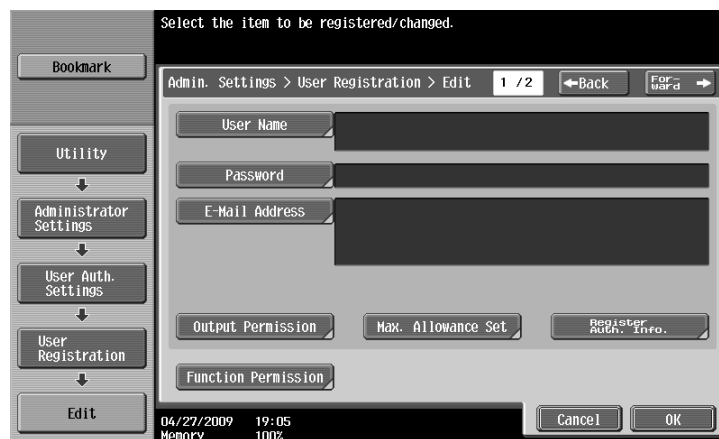 Select the item to be registered/changed.
Bookmark
Admin. Settings > User Registration > Edit 1 /2 ←Back For-ward →
User Name
Utility
Password
Administrator
Settings
E-Mail Address
User Auth.
Settings
Output Permission Max. Allowance Set Register
Auth. Info.
User
Registration
Function Permission
Edit
Cancel OK
04/27/2009 19:05
Memory 100%